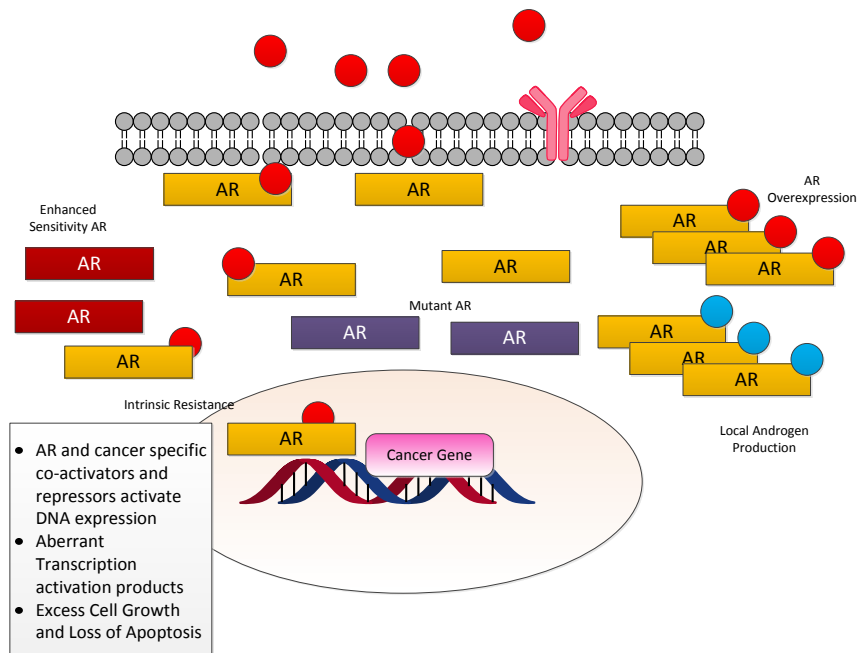 AR
AR
AR
Overexpression
Enhanced
Sensitivity AR
AR
AR
AR
AR
AR
AR
AR
Mutant AR
AR
AR
AR
AR
AR
AR
AR
Intrinsic Resistance
AR
Local Androgen
Production
Cancer Gene
• AR and cancer specific
co-activators and
repressors activate
DNA expression
• Aberrant
Transcription
activation products
• Excess Cell Growth
and Loss of Apoptosis